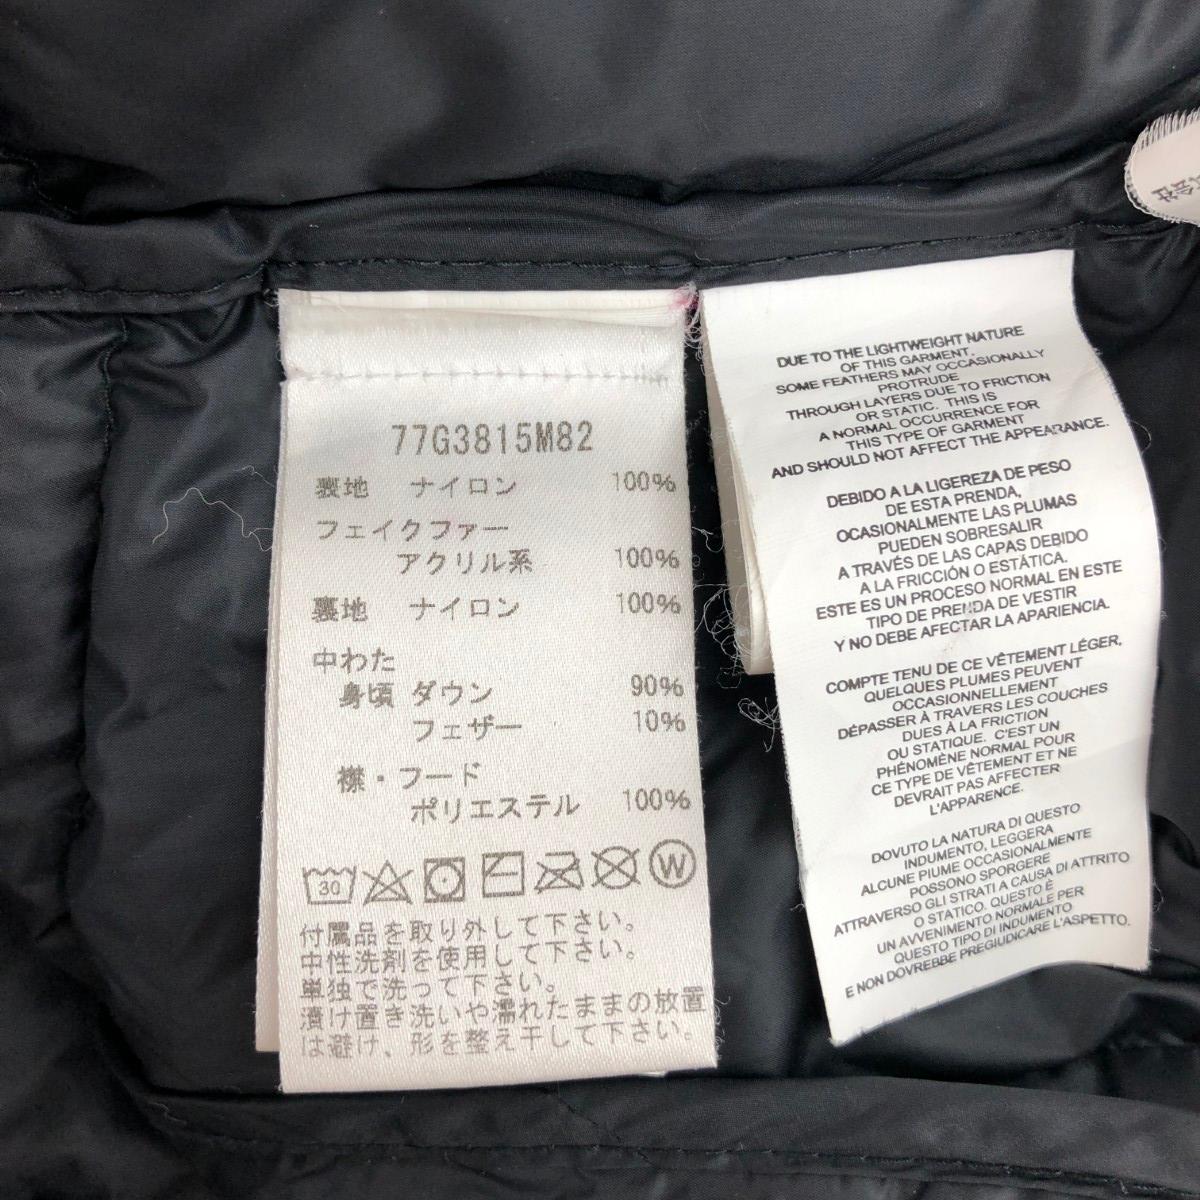 77G3815M82
裏地 ナイロン 100%
フェイクファー
アクリル系 100%
裏地 ナイロン 100%
中わた
身頃 ダウン 90%
フェザー 10%
襟・フード
ポリエステル 100%
30 W
付属品を取り外して下さい。
中性洗剤を使用して下さい。
単独で洗って下さい。
漬け置き洗いや濡れたままの放置
は避け、形を整え干して下さい。
DUE TO THE LIGHTWEIGHT NATURE
OF THIS GARMENT,
SOME FEATHERS MAY OCCASIONALLY
PROTRUDE
THROUGH LAYERS DUE TO FRICTION
OR STATIC. THIS IS
A NORMAL OCCURRENCE FOR
THIS TYPE OF GARMENT
AND SHOULD NOT AFFECT THE APPEARANCE.
DEBIDO A LA LIGEREZA DE PESO
DE ESTA PRENDA,
OCASIONALMENTE LAS PLUMAS
PUEDEN SOBRESALIR
A TRAVÉS DE LAS CAPAS DEBIDO
A LA FRICCIÓN O ESTÁTICA.
ESTE ES UN PROCESO NORMAL EN ESTE
TIPO DE PRENDA DE VESTIR
Y NO DEBE AFECTAR LA APARIENCIA.
COMPTE TENU DE CE VÊTEMENT LÉGER,
QUELQUES PLUMES PEUVENT
OCCASIONNELLEMENT
DÉPASSER À TRAVERS LES COUCHES
DUES À LA FRICTION
OU STATIQUE. C'EST UN
PHÉNOMÈNE NORMAL POUR
CE TYPE DE VÊTEMENT ET NE
DEVRAIT PAS AFFECTER
L'APPARENCE.
DOVUTO LA NATURA DI QUESTO
INDUMENTO, LEGGERA
ALCUNE PIUME OCCASIONALMENTE
POSSONO SPORGERE
ATTRAVERSO GLI STRATI A CAUSA DI ATTRITO
O STATICO. QUESTO È
UN AVVENIMENTO NORMALE PER
QUESTO TIPO DI INDUMENTO
E NON DOVREBBE PREGIUDICARE L'ASPETTO.